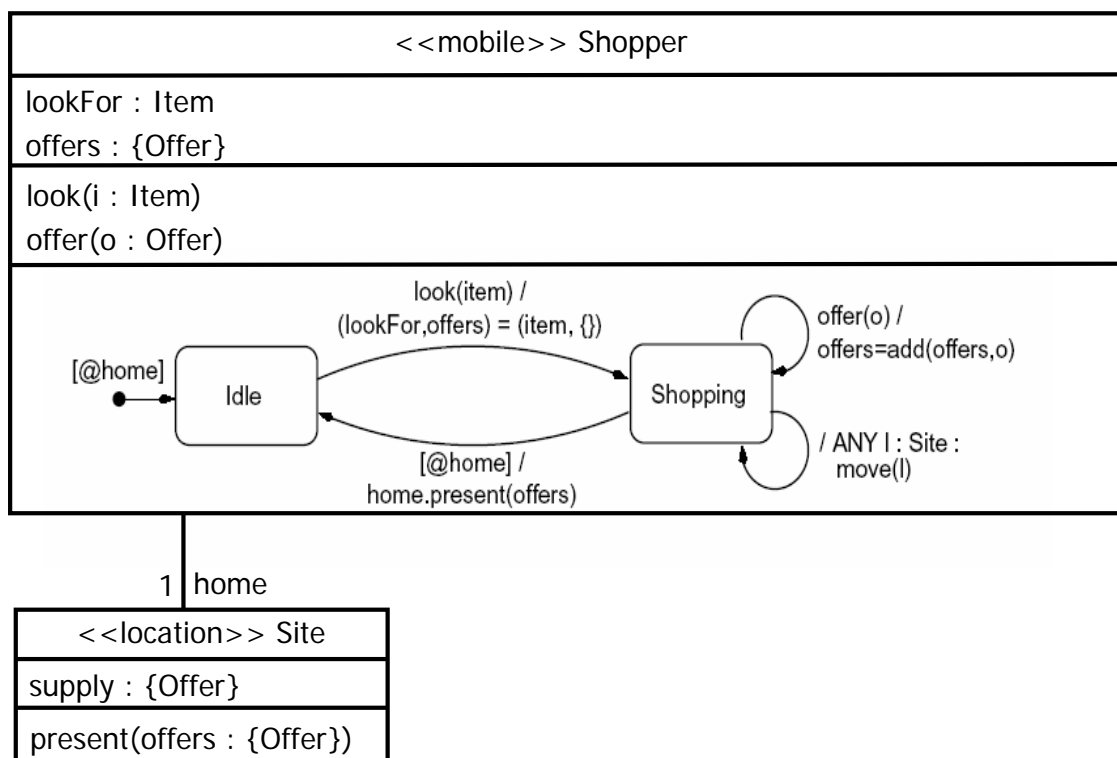 <<mobile>> Shopper
lookFor : Item
offers : {Offer}
look(i : Item)
offer(o : Offer)
look(item) /
(lookFor,offers) = (item, {})
[@home]
Idle
Shopping
offer(o) /
offers=add(offers,o)
/ ANY l : Site :
move(l)
[@home] /
home.present(offers)
1 home
<<location>> Site
supply : {Offer}
present(offers : {Offer})